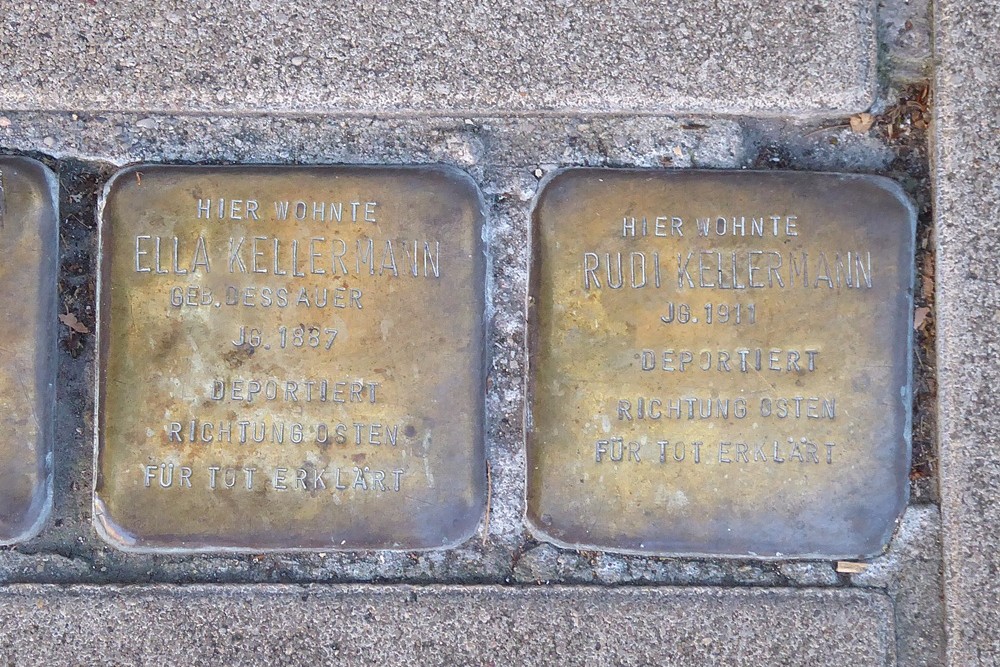 HIER WOHNTE
ELLA KELLERMANN
GEB. DESSAUER
JG. 1887
DEPORTIERT
RICHTUNG OSTEN
FÜR TOT ERKLÄRT
HIER WOHNTE
RUDI KELLERMANN
JG. 1911
DEPORTIERT
RICHTUNG OSTEN
FÜR TOT ERKLÄRT